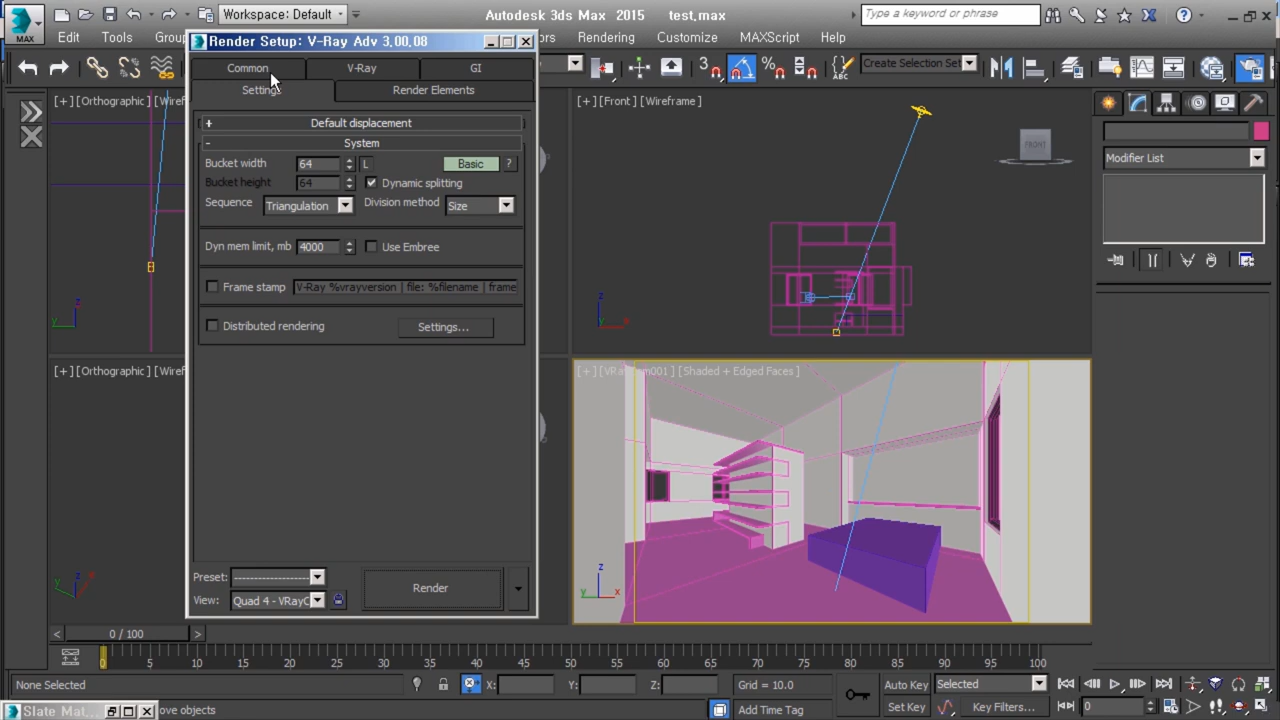 Workspaces: Default
Autodesk 3ds Max 2015 test.max
Type a keyword or phrase
MAX
Edit Tools Rendering Customize MAXScript Help
Render Setup: V-Ray Adv 3.00.08
Create Selection Set
Common V-Ray GI
Settings Render Elements
[+] [Orthographic]
[+] [Front] [Wireframe]
FRONT
Modifier List
+ Default displacement
- System
Bucket width 64 L Basic ?
Bucket height 64 Dynamic splitting
Sequence Triangulation Division method Size
Dyn mem limit, mb 4000 Use Embree
Frame stamp V-Ray %vrayversion | file: %filename | frame
Distributed rendering Settings...
[+] [Orthographic]
[Shaded + Edged Faces]
Preset: --------------------
Render
View: Quad 4 - VRayC
< 0 / 100 >
0 5 10 15 20 25 30 35 40 45 50 55 60 65 70 75 80 85 90 95 100
None Selected X: Y: Z: Grid = 10.0 Auto Key Selected
Slate Mat... ove objects Add Time Tag Set Key Key Filters... 0